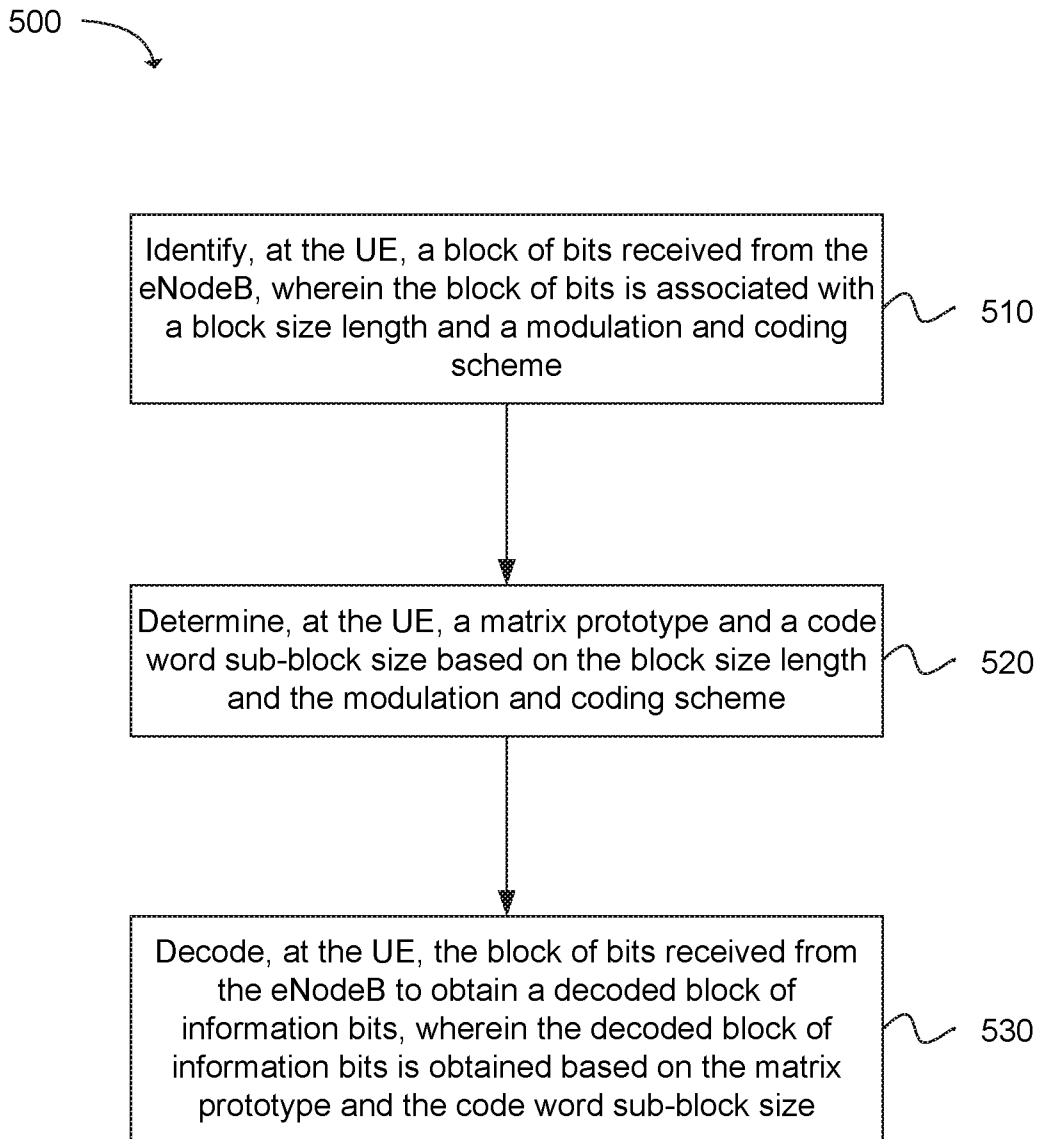 500
Identify, at the UE, a block of bits received from the
eNodeB, wherein the block of bits is associated with
a block size length and a modulation and coding
scheme
510
Determine, at the UE, a matrix prototype and a code
word sub-block size based on the block size length
and the modulation and coding scheme
520
Decode, at the UE, the block of bits received from
the eNodeB to obtain a decoded block of
information bits, wherein the decoded block of
information bits is obtained based on the matrix
prototype and the code word sub-block size
530